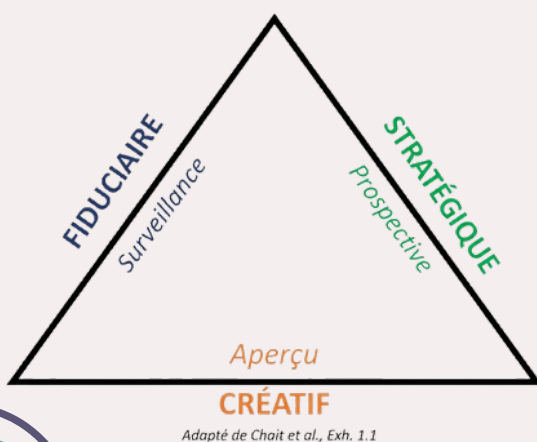 FIDUCIAIRE
Surveillance
STRATÉGIQUE
Prospective
Aperçu
CRÉATIF
Adapté de Chait et al., Exh. 1.1